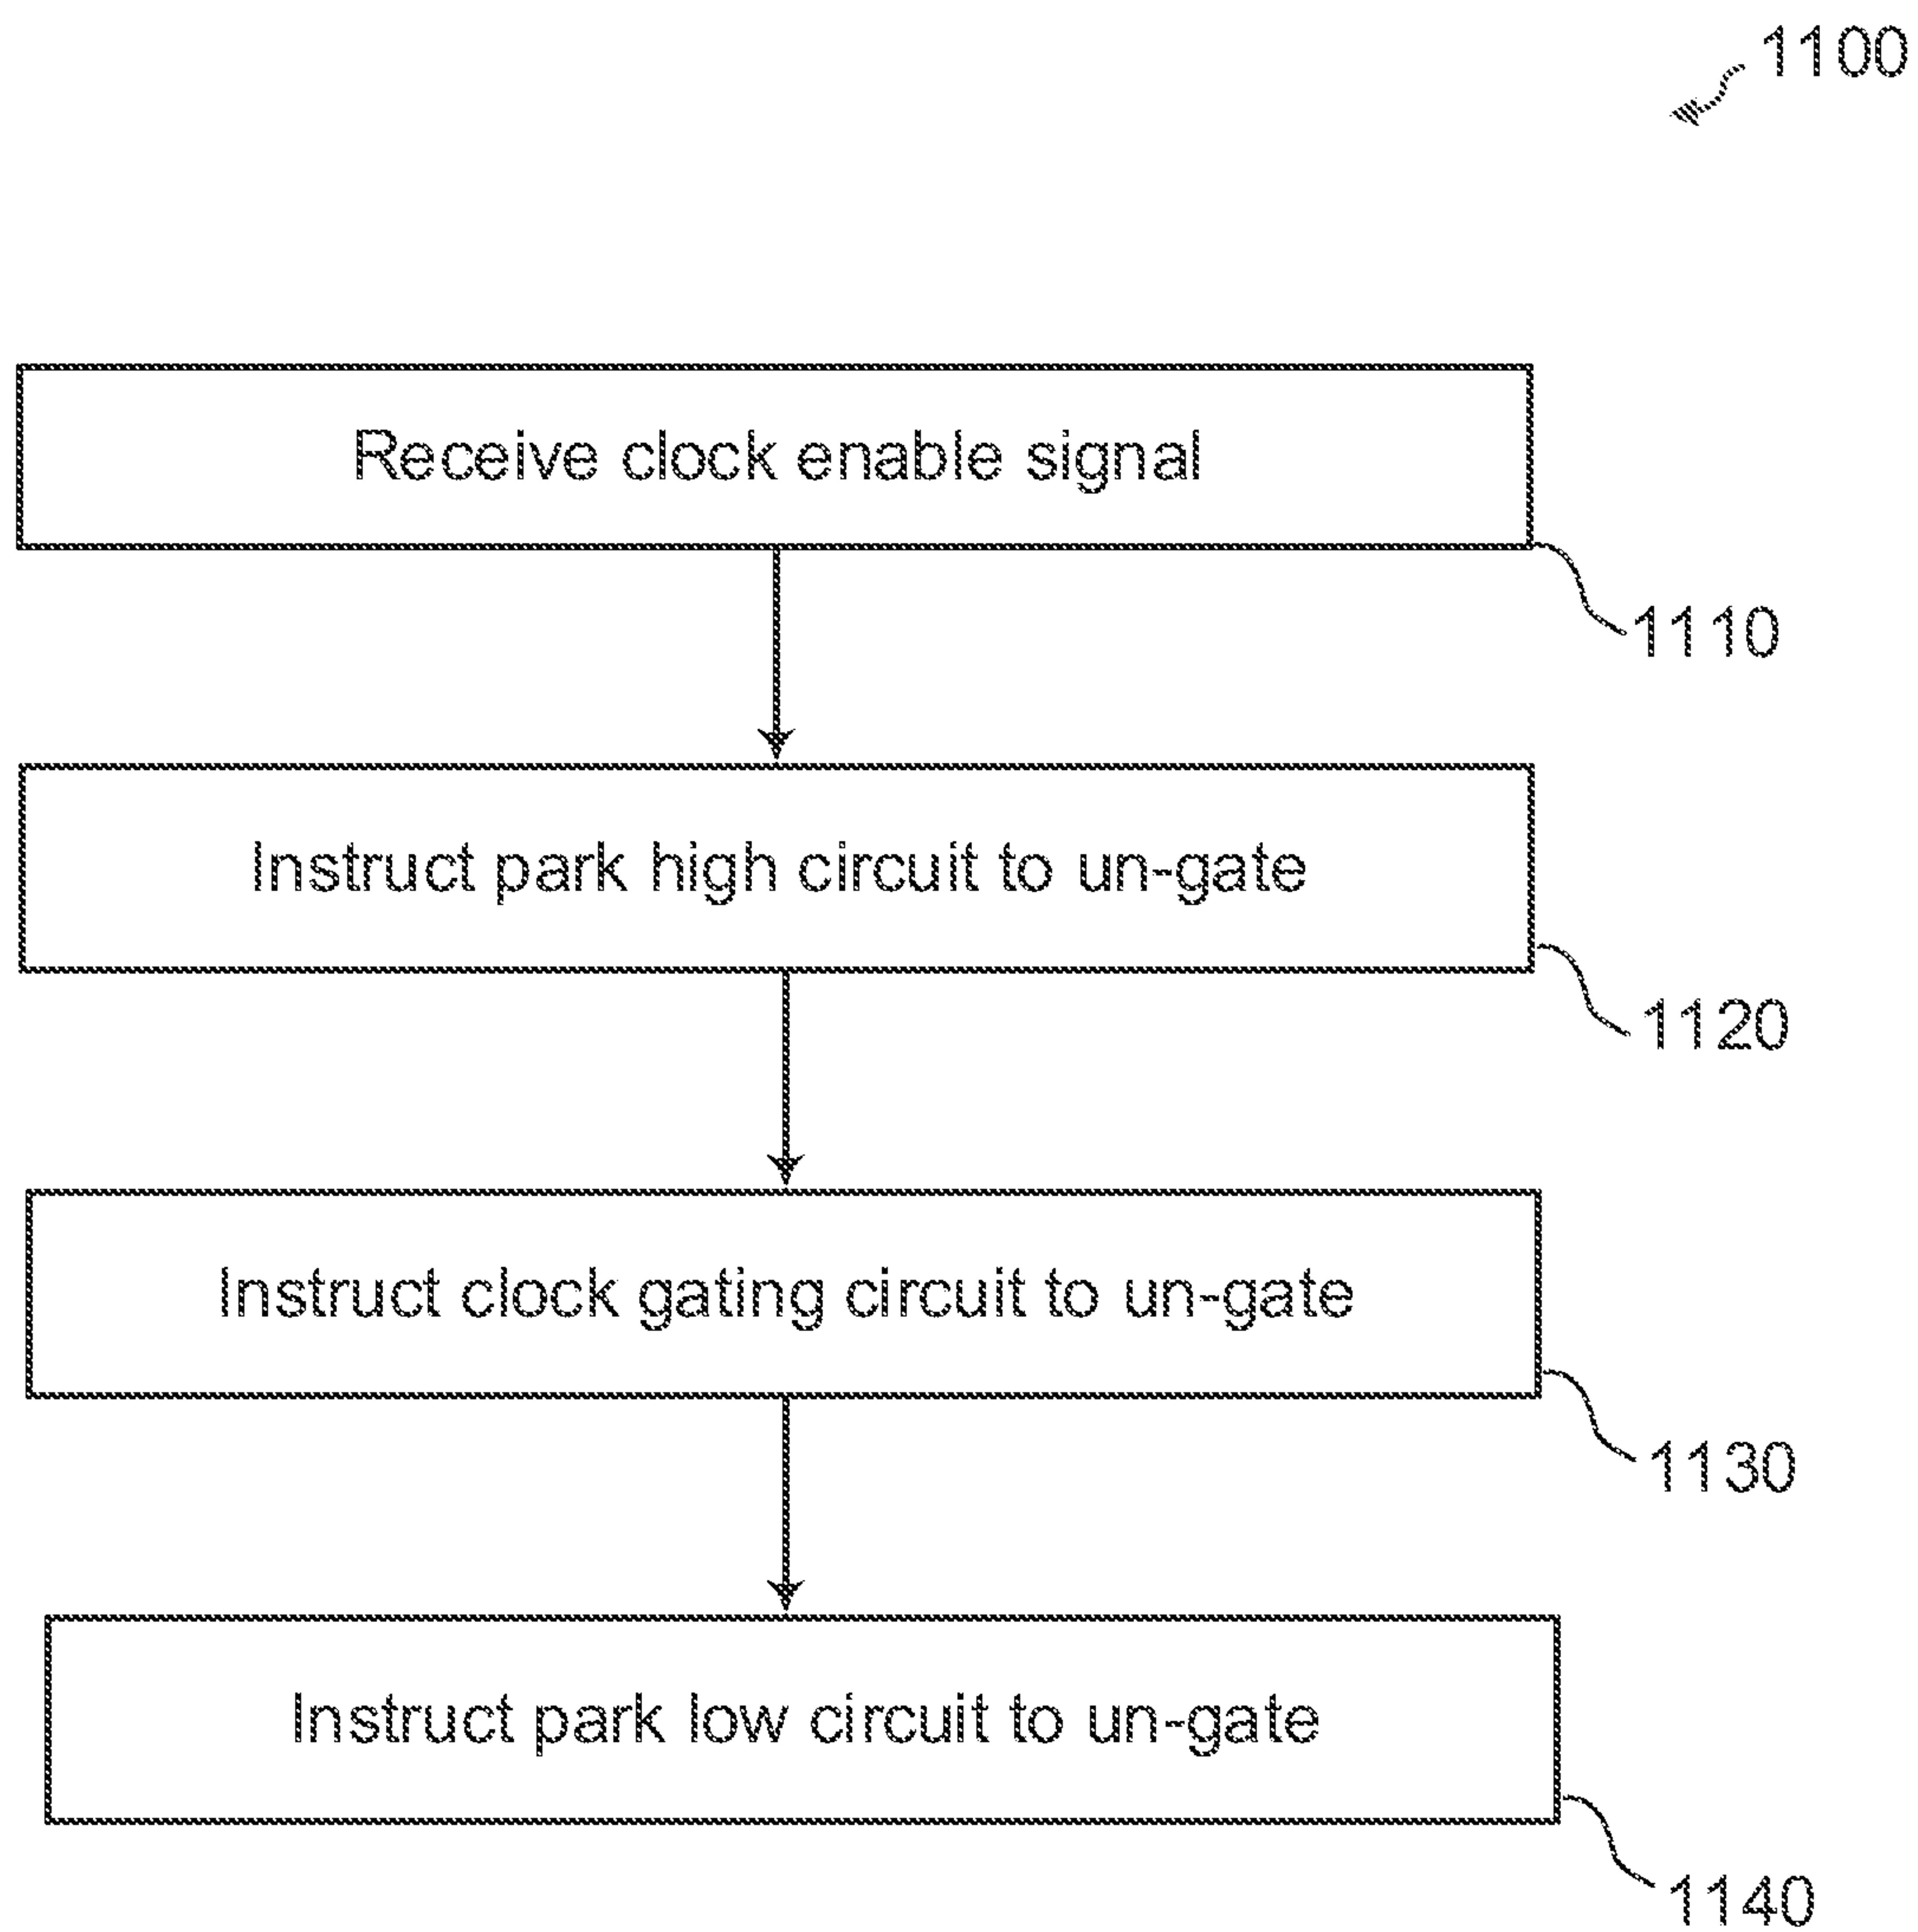 1100
Receive clock enable signal
1110
Instruct park high circuit to un-gate
1120
Instruct clock gating circuit to un-gate
1130
Instruct park low circuit to un-gate
1140